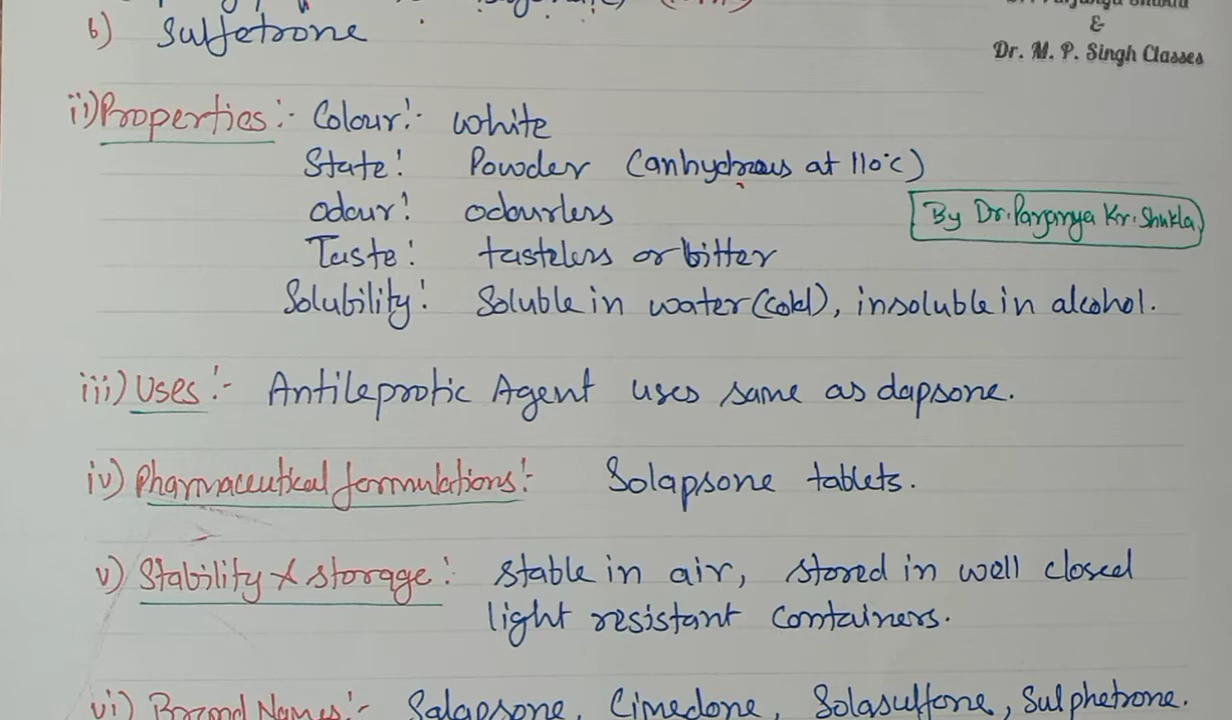 &
Dr. M. P. Singh Classes
b) Sulfetrone
ii) Properties :- Colour :- white
State : Powder (anhydrous at 110°C)
Odour : odourless
By Dr. Parjanya Kr. Shukla
Taste : tasteless or bitter
Solubility : Soluble in water (cold), insoluble in alcohol.
iii) Uses :- Antileprotic Agent uses same as dapsone.
iv) Pharmaceutical formulations :- Solapsone tablets.
v) Stability & storage : stable in air, stored in well closed
light resistant containers.
vi) Brand Names :- Salapsone, Cimedone, Solasulfone, Sulphetrone.